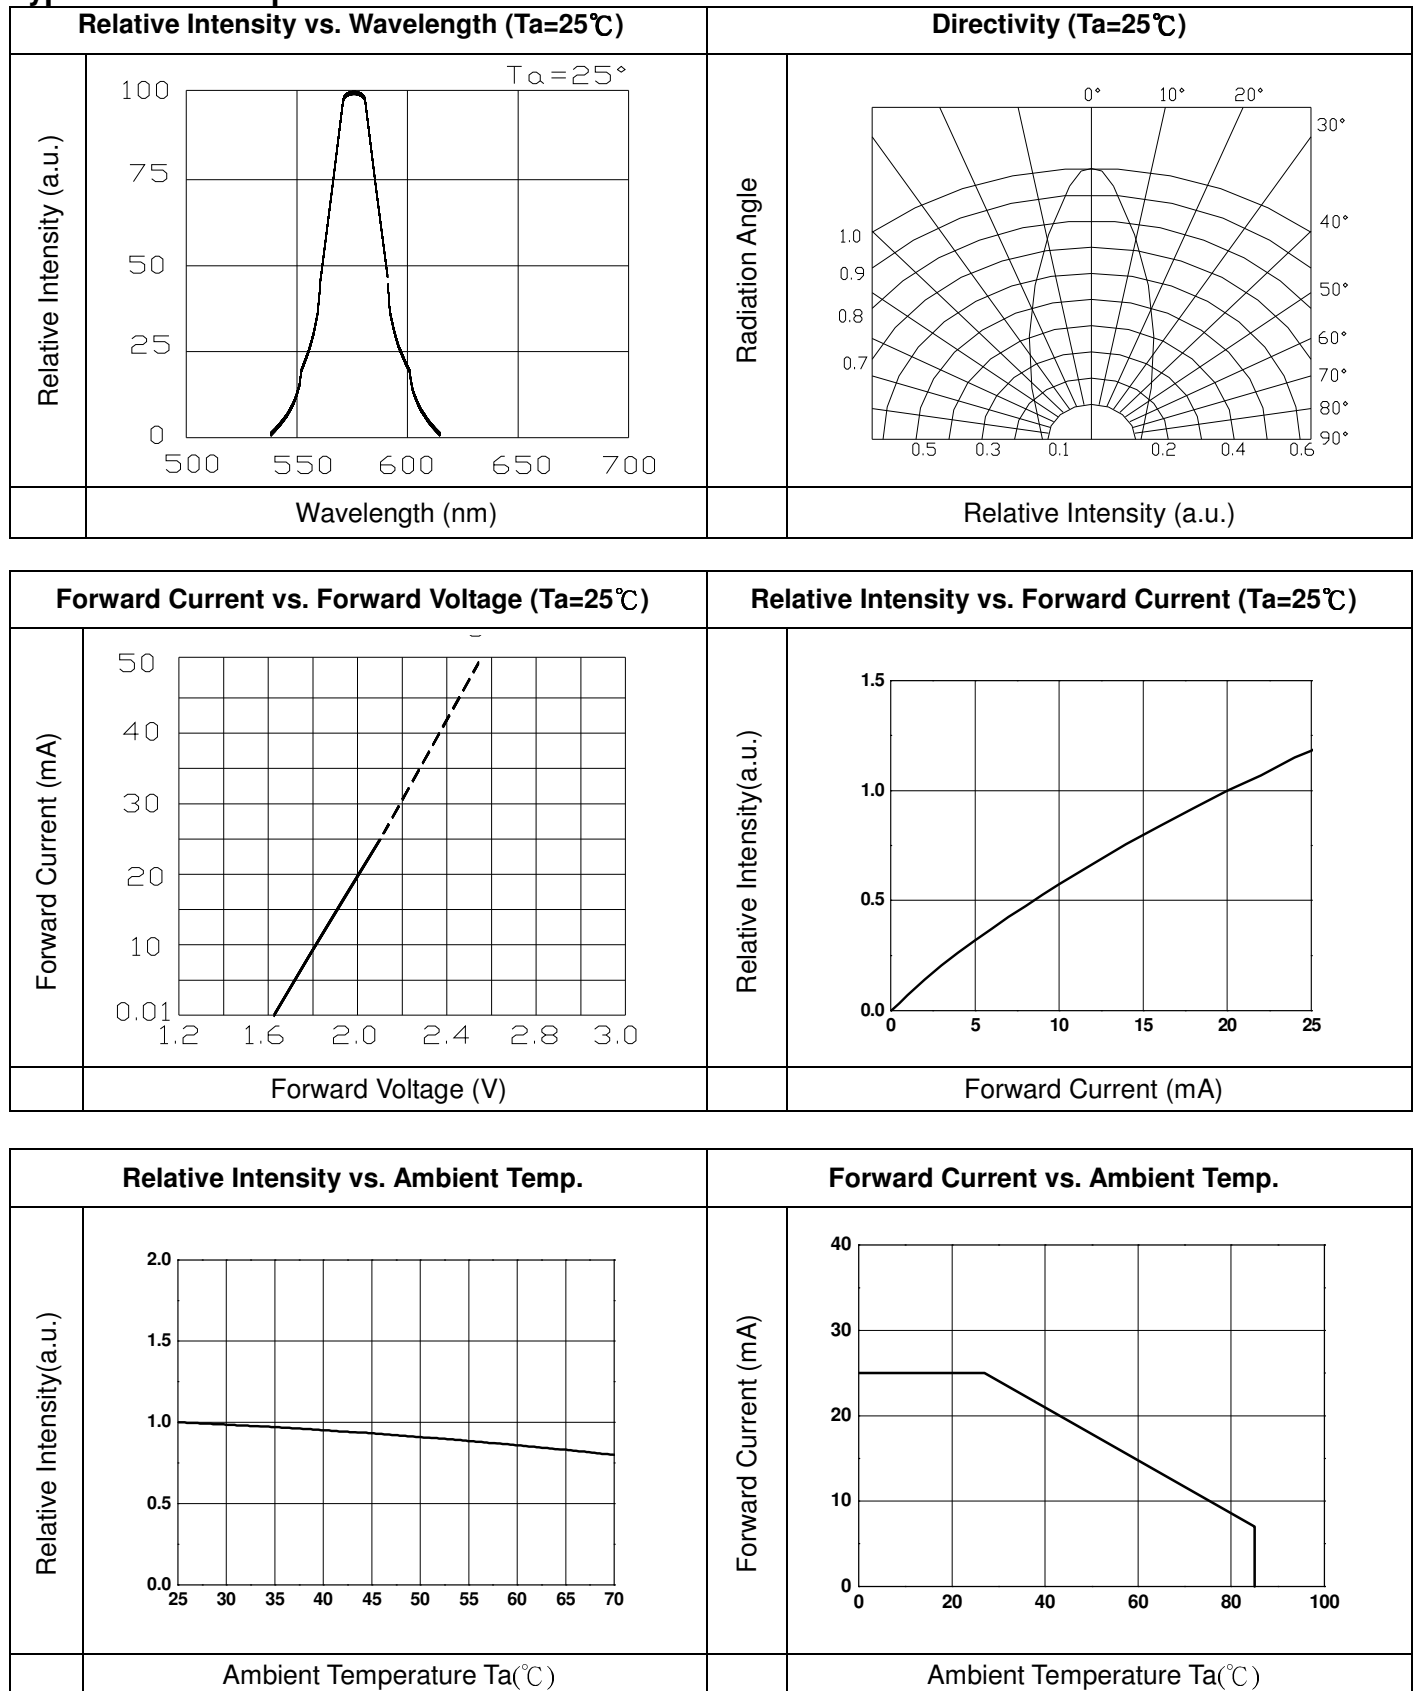 Relative Intensity vs. Wavelength (Ta=25℃)
Directivity (Ta=25℃)
Relative Intensity (a.u.)
Ta=25°
100
75
50
25
0
500 550 600 650 700
Wavelength (nm)
Radiation Angle
0° 10° 20°
30°
40°
50°
60°
70°
80°
90°
1.0
0.9
0.8
0.7
0.5 0.3 0.1 0.2 0.4 0.6
Relative Intensity (a.u.)
Forward Current vs. Forward Voltage (Ta=25℃)
Relative Intensity vs. Forward Current (Ta=25℃)
Forward Current (mA)
50
40
30
20
10
0.01
1.2 1.6 2.0 2.4 2.8 3.0
Forward Voltage (V)
Relative Intensity(a.u.)
1.5
1.0
0.5
0.0
0 5 10 15 20 25
Forward Current (mA)
Relative Intensity vs. Ambient Temp.
Forward Current vs. Ambient Temp.
Relative Intensity(a.u.)
2.0
1.5
1.0
0.5
0.0
25 30 35 40 45 50 55 60 65 70
Ambient Temperature Ta(℃)
Forward Current (mA)
40
30
20
10
0
0 20 40 60 80 100
Ambient Temperature Ta(℃)